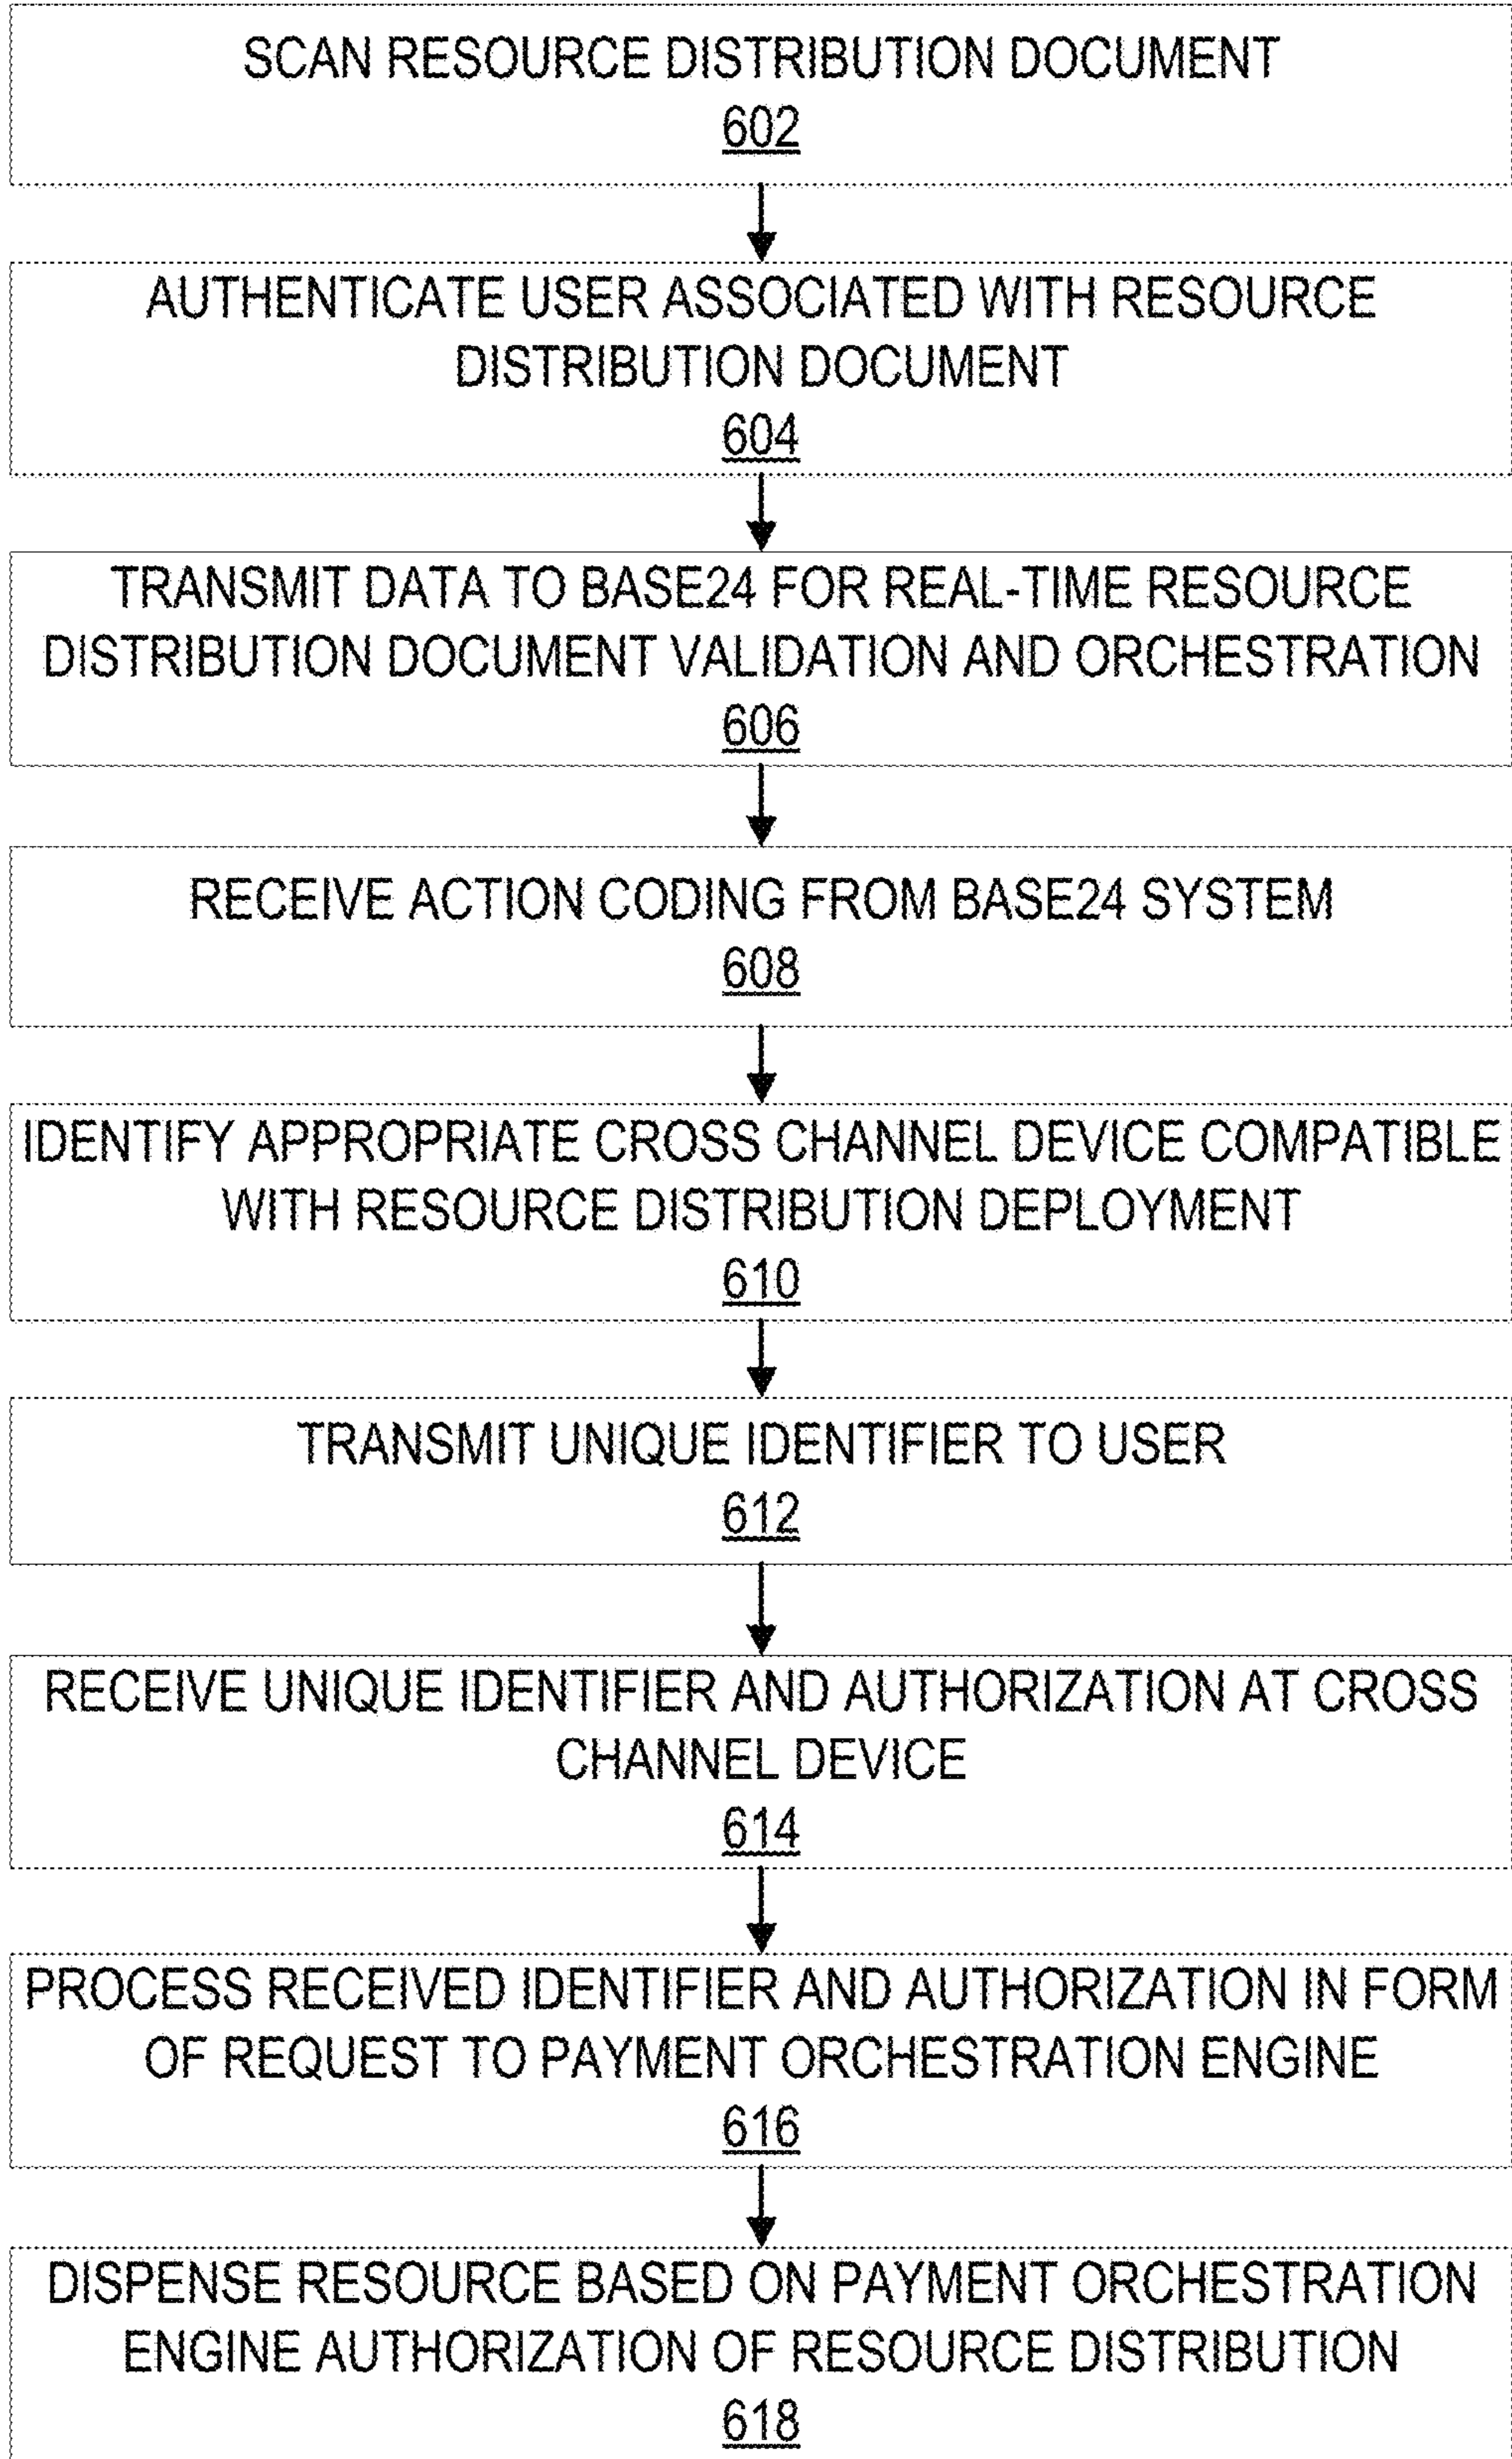 SCAN RESOURCE DISTRIBUTION DOCUMENT
602
AUTHENTICATE USER ASSOCIATED WITH RESOURCE
DISTRIBUTION DOCUMENT
604
TRANSMIT DATA TO BASE24 FOR REAL-TIME RESOURCE
DISTRIBUTION DOCUMENT VALIDATION AND ORCHESTRATION
606
RECEIVE ACTION CODING FROM BASE24 SYSTEM
608
IDENTIFY APPROPRIATE CROSS CHANNEL DEVICE COMPATIBLE
WITH RESOURCE DISTRIBUTION DEPLOYMENT
610
TRANSMIT UNIQUE IDENTIFIER TO USER
612
RECEIVE UNIQUE IDENTIFIER AND AUTHORIZATION AT CROSS
CHANNEL DEVICE
614
PROCESS RECEIVED IDENTIFIER AND AUTHORIZATION IN FORM
OF REQUEST TO PAYMENT ORCHESTRATION ENGINE
616
DISPENSE RESOURCE BASED ON PAYMENT ORCHESTRATION
ENGINE AUTHORIZATION OF RESOURCE DISTRIBUTION
618